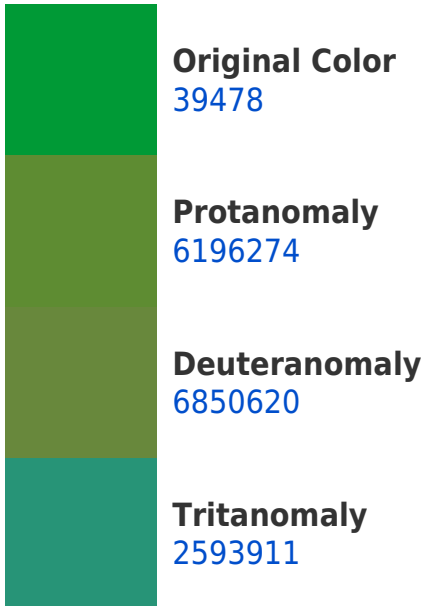 Original Color
39478
Protanomaly
6196274
Deuteranomaly
6850620
Tritanomaly
2593911